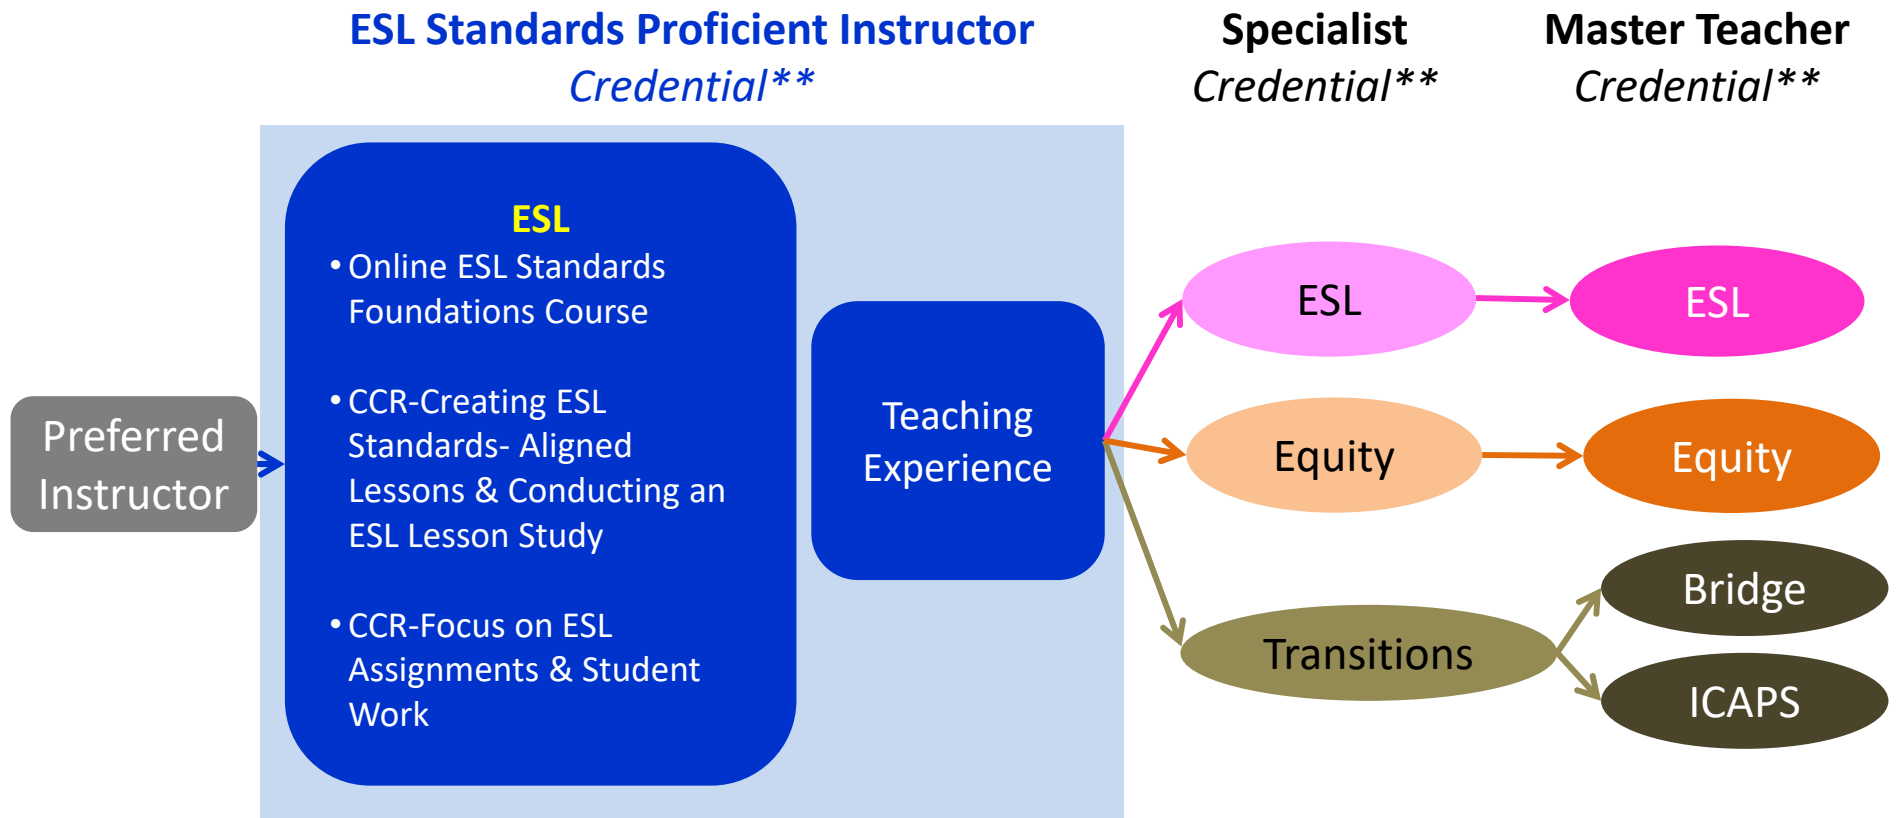 ESL Standards Proficient Instructor
Credential**
Specialist
Credential**
Master Teacher
Credential**
Preferred
Instructor
ESL
• Online ESL Standards
Foundations Course
• CCR-Creating ESL
Standards- Aligned
Lessons & Conducting an
ESL Lesson Study
• CCR-Focus on ESL
Assignments & Student
Work
Teaching
Experience
ESL
ESL
Equity
Equity
Transitions
Bridge
ICAPS